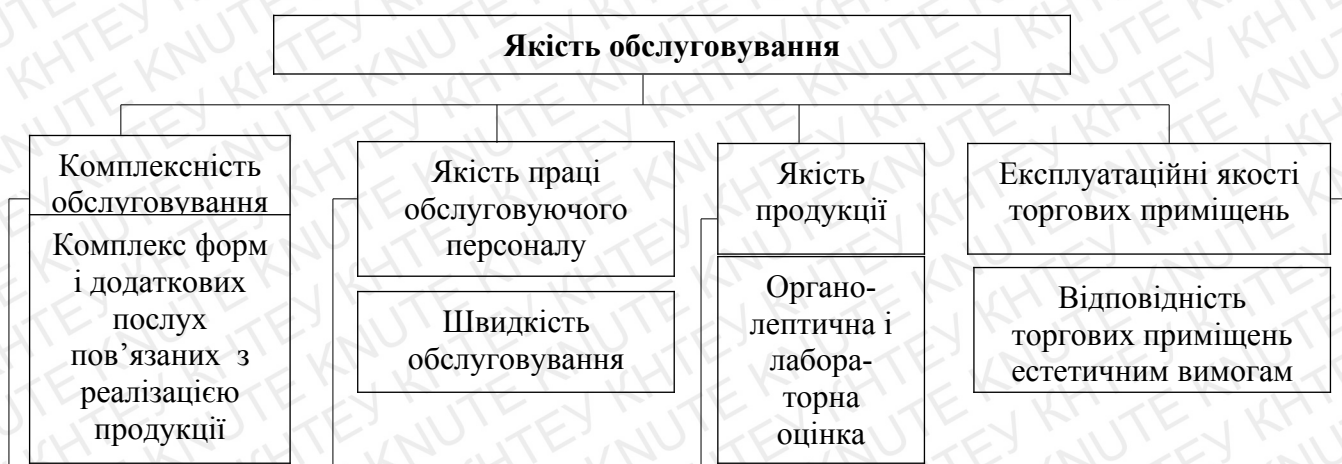 Якість обслуговування
Комплексність
обслуговування
Комплекс форм
і додаткових
послух
пов’язаних з
реалізацією
продукції
Якість праці
обслуговуючого
персоналу
Швидкість
обслуговування
Якість
продукції
Органо-
лептична і
лабора-
торна
оцінка
Експлуатаційні якості
торгових приміщень
Відповідність
торгових приміщень
естетичним вимогам